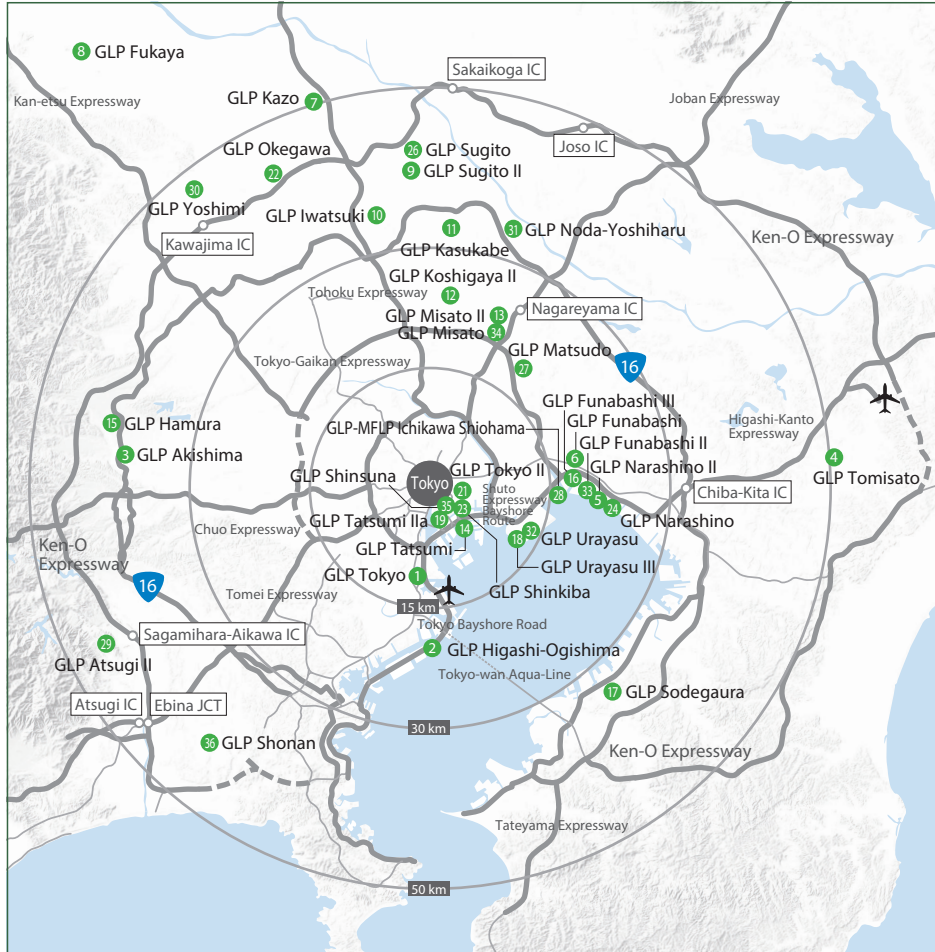 8 GLP Fukaya
Sakaikoga IC
Kan-etsu Expressway
GLP Kazo 7
Joban Expressway
Joso IC
GLP Okegawa
22
26 GLP Sugito
9 GLP Sugito II
30
GLP Yoshimi
GLP Iwatsuki 10
11
GLP Kasukabe
31 GLP Noda-Yoshiharu
Kawajima IC
Ken-O Expressway
GLP Koshigaya II
Tohoku Expressway
12
GLP Misato II 13
Nagareyama IC
GLP Misato 34
GLP Matsudo
27
16
Tokyo-Gaikan Expressway
GLP Funabashi III
GLP Funabashi
GLP-MFLP Ichikawa Shiohama
GLP Funabashi II
Higashi-Kanto
Expressway
15 GLP Hamura
3 GLP Akishima
6
4
GLP Tomisato
GLP Narashino II
GLP Tokyo II
GLP Shinsuna
Tokyo
16
21
28
33
5
24
Chiba-Kita IC
Shuto
Expressway
Bayshore
Route
35
23
GLP Narashino
GLP Tatsumi IIa 19
14
Chuo Expressway
GLP Tatsumi
18
32
GLP Urayasu
Ken-O
Expressway
GLP Urayasu III
GLP Tokyo 1
16
Tomei Expressway
GLP Shinkiba
15 km
Tokyo Bayshore Road
Sagamihara-Aikawa IC
29
GLP Atsugi II
2 GLP Higashi-Ogishima
Tokyo-wan Aqua-Line
17 GLP Sodegaura
Atsugi IC
Ebina JCT
30 km
36 GLP Shonan
Ken-O Expressway
Tateyama Expressway
50 km